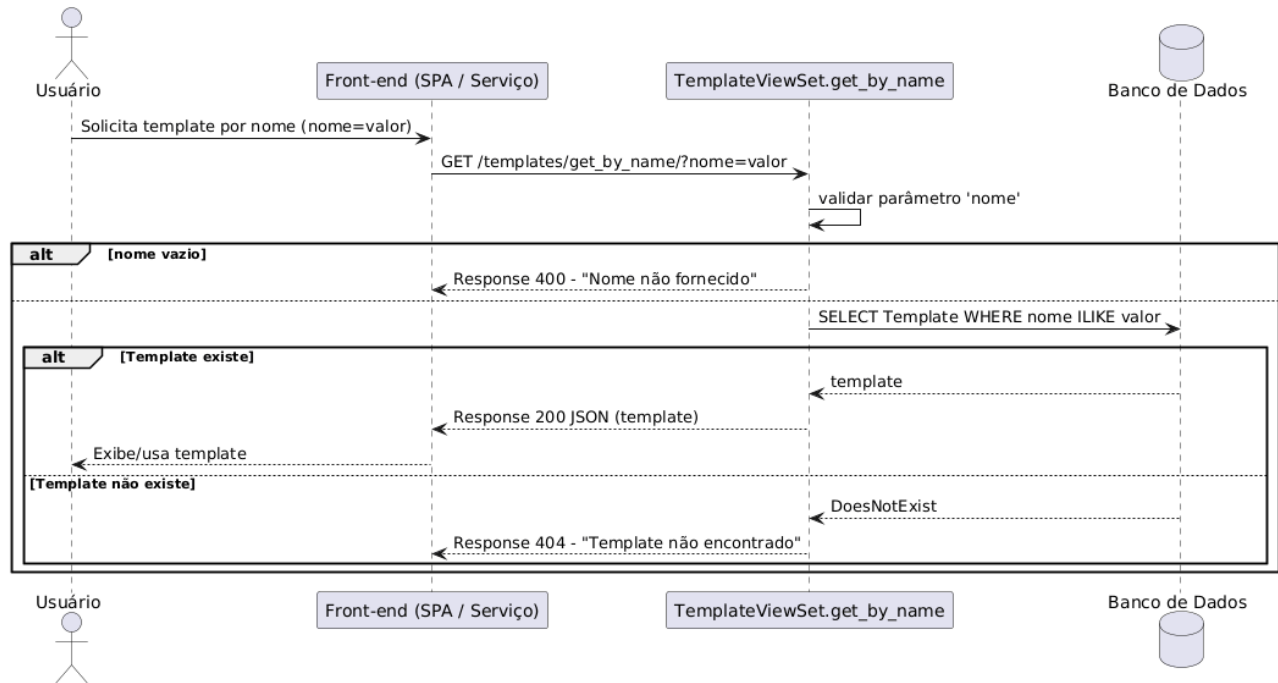 Usuário
Front-end (SPA / Serviço)
TemplateViewSet.get_by_name
Banco de Dados
Solicita template por nome (nome=valor)
GET /templates/get_by_name/?nome=valor
validar parâmetro 'nome'
alt [nome vazio]
Response 400 - "Nome não fornecido"
SELECT Template WHERE nome ILIKE valor
alt [Template existe]
template
Response 200 JSON (template)
Exibe/usa template
[Template não existe]
DoesNotExist
Response 404 - "Template não encontrado"
Usuário
Front-end (SPA / Serviço)
TemplateViewSet.get_by_name
Banco de Dados